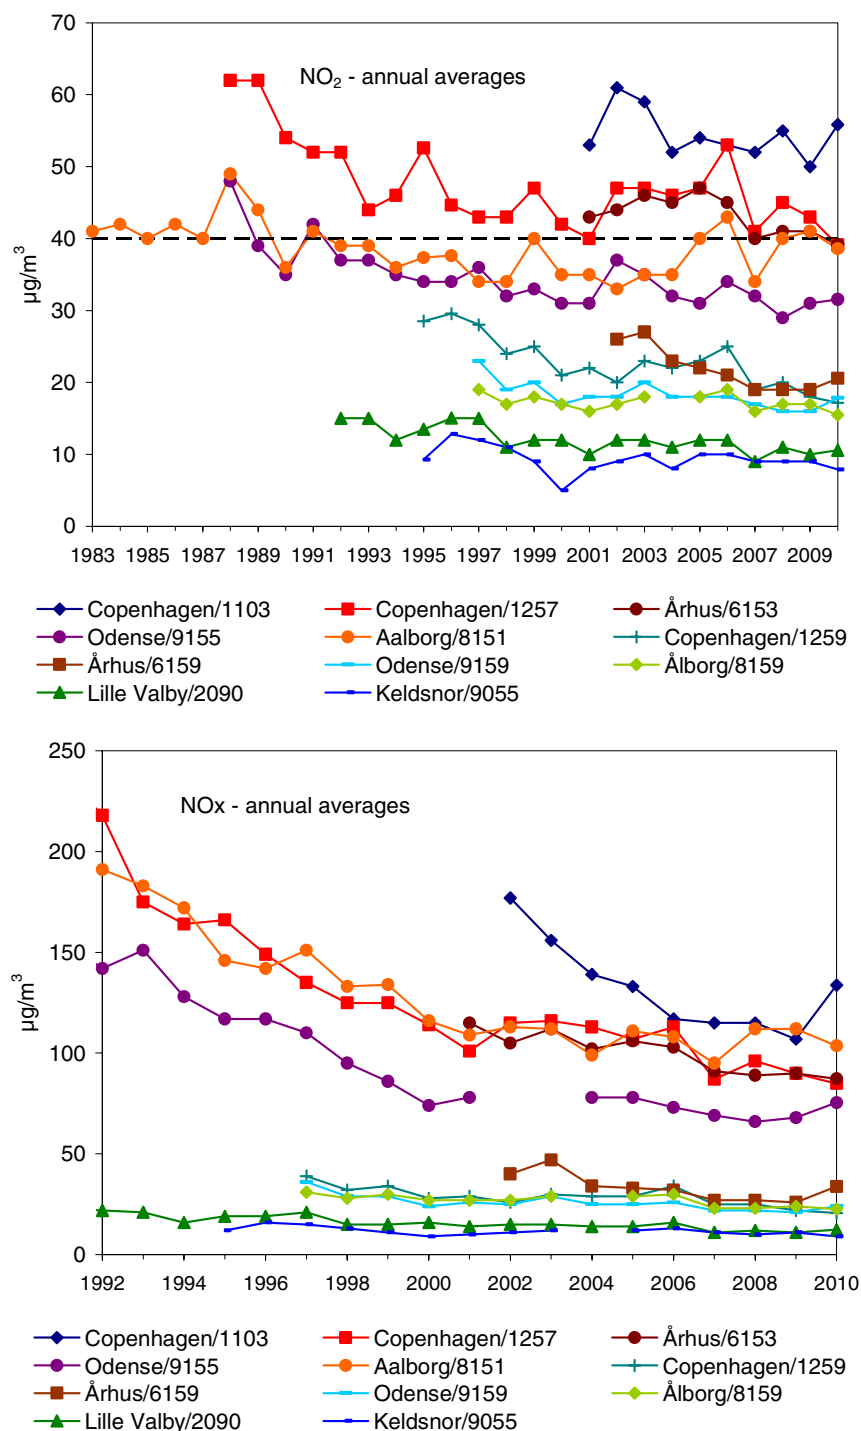 70
NO2 - annual averages
60
50
40
30
20
10
0
µg/m3
1983 1985 1987 1989 1991 1993 1995 1997 1999 2001 2003 2005 2007 2009
Copenhagen/1103 Copenhagen/1257 Århus/6153
Odense/9155 Aalborg/8151 Copenhagen/1259
Århus/6159 Odense/9159 Ålborg/8159
Lille Valby/2090 Keldsnor/9055
250
NOx - annual averages
200
150
100
50
0
µg/m3
1992 1994 1996 1998 2000 2002 2004 2006 2008 2010
Copenhagen/1103 Copenhagen/1257 Århus/6153
Odense/9155 Aalborg/8151 Copenhagen/1259
Århus/6159 Odense/9159 Ålborg/8159
Lille Valby/2090 Keldsnor/9055